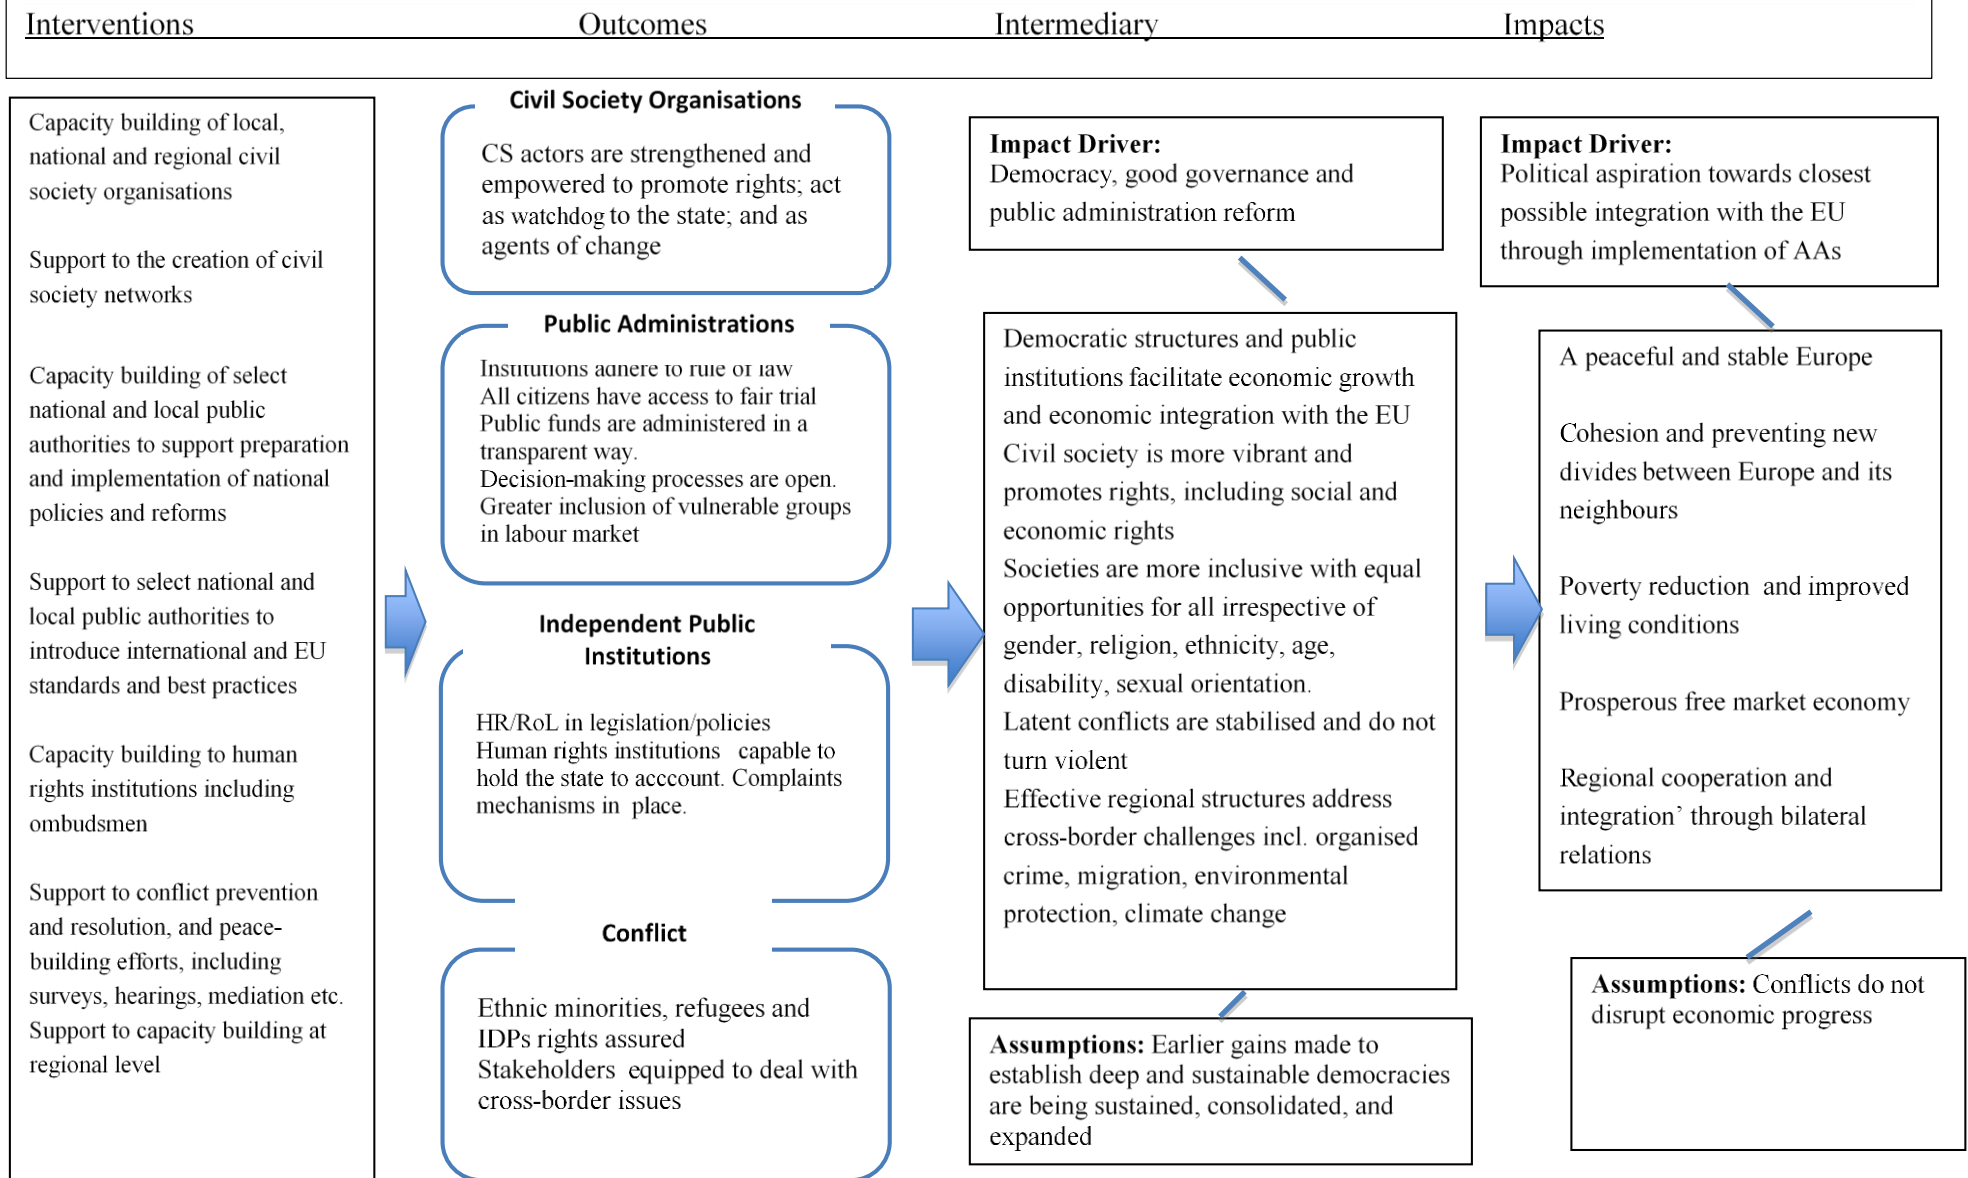 Interventions Outcomes Intermediary Impacts
Capacity building of local,
national and regional civil
society organisations
Support to the creation of civil
society networks
Capacity building of select
national and local public
authorities to support preparation
and implementation of national
policies and reforms
Support to select national and
local public authorities to
introduce international and EU
standards and best practices
Capacity building to human
rights institutions including
ombudsmen
Support to conflict prevention
and resolution, and peace-
building efforts, including
surveys, hearings, mediation etc.
Support to capacity building at
regional level
Civil Society Organisations
CS actors are strengthened and
empowered to promote rights; act
as watchdog to the state; and as
agents of change
Public Administrations
Institutions adhere to rule of law
All citizens have access to fair trial
Public funds are administered in a
transparent way.
Decision-making processes are open.
Greater inclusion of vulnerable groups
in labour market
Independent Public
Institutions
HR/RoL in legislation/policies
Human rights institutions capable to
hold the state to acccount. Complaints
mechanisms in place.
Conflict
Ethnic minorities, refugees and
IDPs rights assured
Stakeholders equipped to deal with
cross-border issues
Impact Driver:
Democracy, good governance and
public administration reform
Democratic structures and public
institutions facilitate economic growth
and economic integration with the EU
Civil society is more vibrant and
promotes rights, including social and
economic rights
Societies are more inclusive with equal
opportunities for all irrespective of
gender, religion, ethnicity, age,
disability, sexual orientation.
Latent conflicts are stabilised and do not
turn violent
Effective regional structures address
cross-border challenges incl. organised
crime, migration, environmental
protection, climate change
Assumptions: Earlier gains made to
establish deep and sustainable democracies
are being sustained, consolidated, and
expanded
Impact Driver:
Political aspiration towards closest
possible integration with the EU
through implementation of AAs
A peaceful and stable Europe
Cohesion and preventing new
divides between Europe and its
neighbours
Poverty reduction and improved
living conditions
Prosperous free market economy
Regional cooperation and
integration’ through bilateral
relations
Assumptions: Conflicts do not
disrupt economic progress